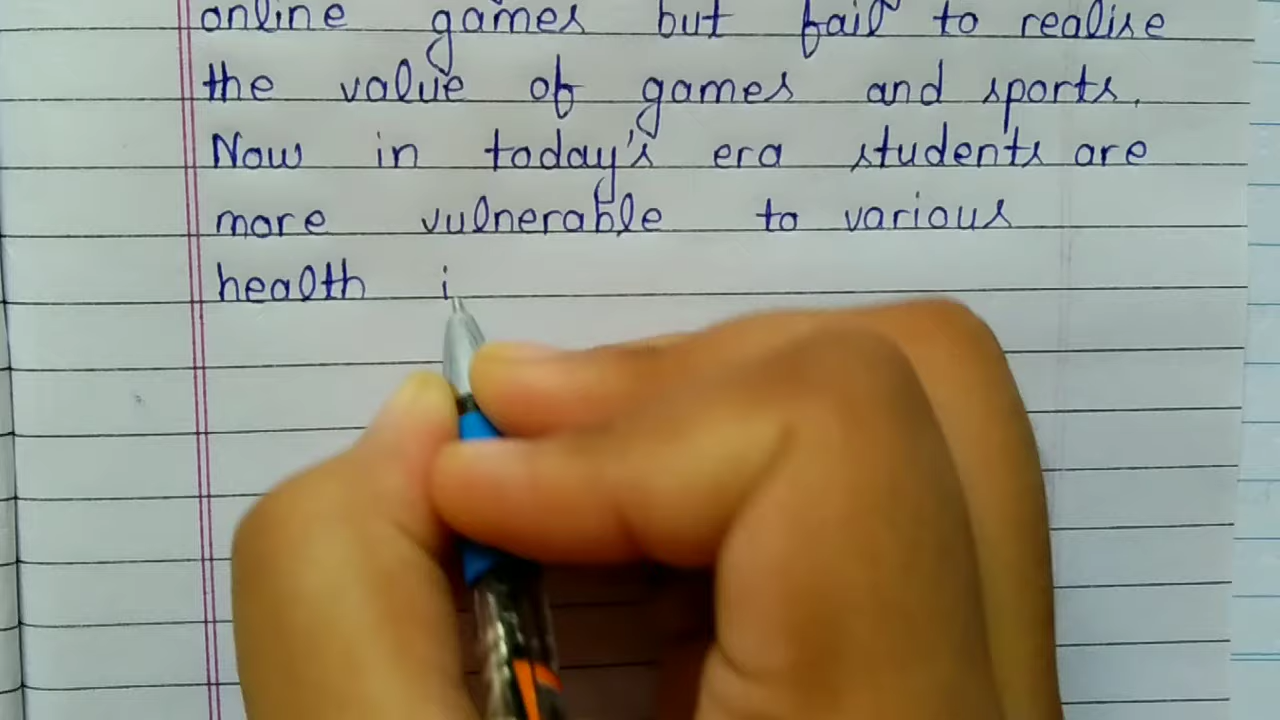 online games but fail to realise
the value of games and sports.
Now in today's era students are
more vulnerable to various
health i